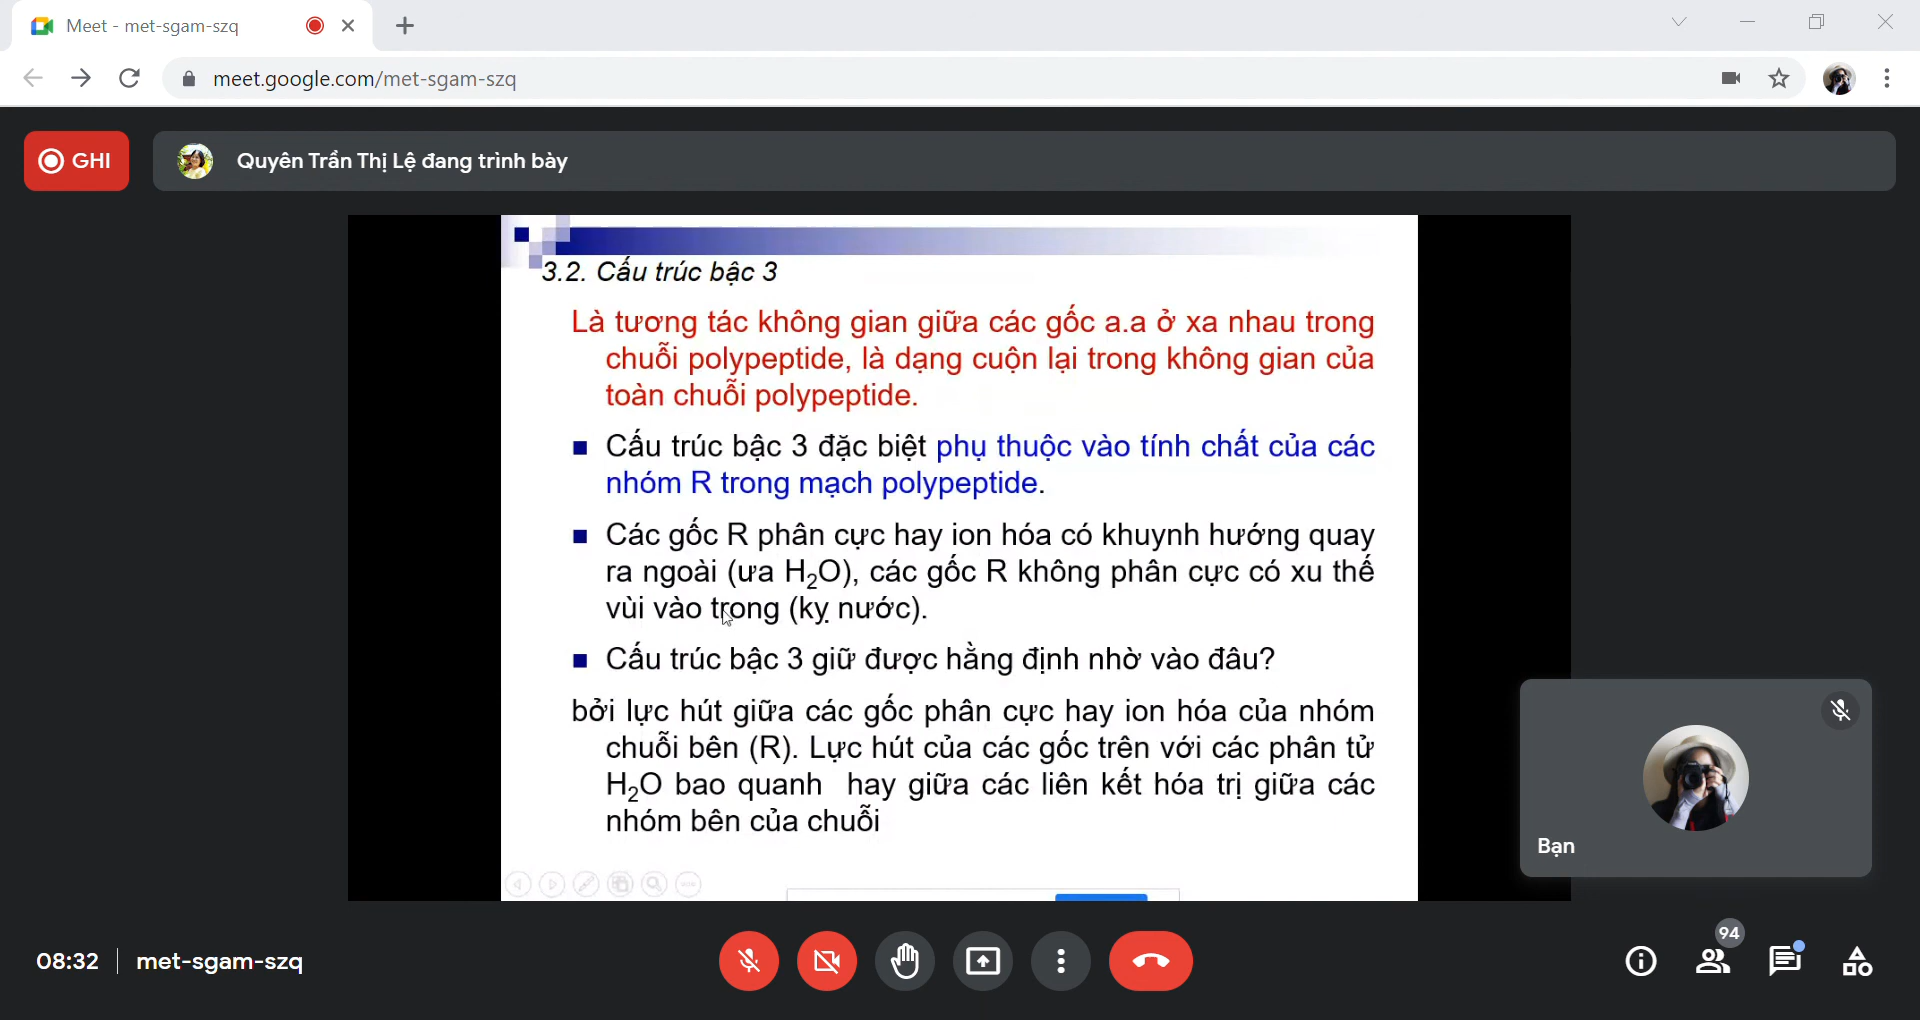 Meet - met-sgam-szq
meet.google.com/met-sgam-szq
GHI
Quyên Trần Thị Lệ đang trình bày
3.2. Cấu trúc bậc 3
Là tương tác không gian giữa các gốc a.a ở xa nhau trong
chuỗi polypeptide, là dạng cuộn lại trong không gian của
toàn chuỗi polypeptide.
Cấu trúc bậc 3 đặc biệt phụ thuộc vào tính chất của các
nhóm R trong mạch polypeptide.
Các gốc R phân cực hay ion hóa có khuynh hướng quay
ra ngoài (ưa H₂O), các gốc R không phân cực có xu thế
vùi vào trong (kỵ nước).
Cấu trúc bậc 3 giữ được hằng định nhờ vào đâu?
bởi lực hút giữa các gốc phân cực hay ion hóa của nhóm
chuỗi bên (R). Lực hút của các gốc trên với các phân tử
H₂O bao quanh hay giữa các liên kết hóa trị giữa các
nhóm bên của chuỗi
Bạn
08:32
met-sgam-szq
94